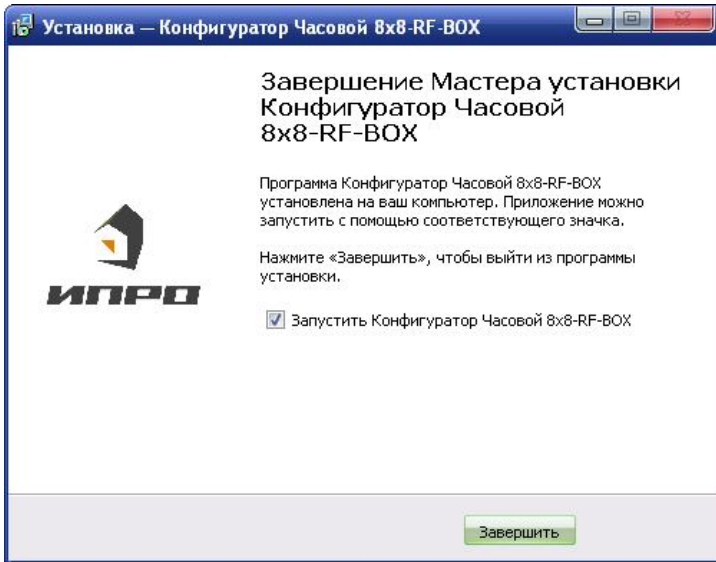 Установка — Конфигуратор Часовой 8x8-RF-BOX
Завершение Мастера установки
Конфигуратор Часовой
8x8-RF-BOX
Программа Конфигуратор Часовой 8x8-RF-BOX
установлена на ваш компьютер. Приложение можно
запустить с помощью соответствующего значка.
Нажмите «Завершить», чтобы выйти из программы
установки.
ИПРО
Запустить Конфигуратор Часовой 8x8-RF-BOX
Завершить